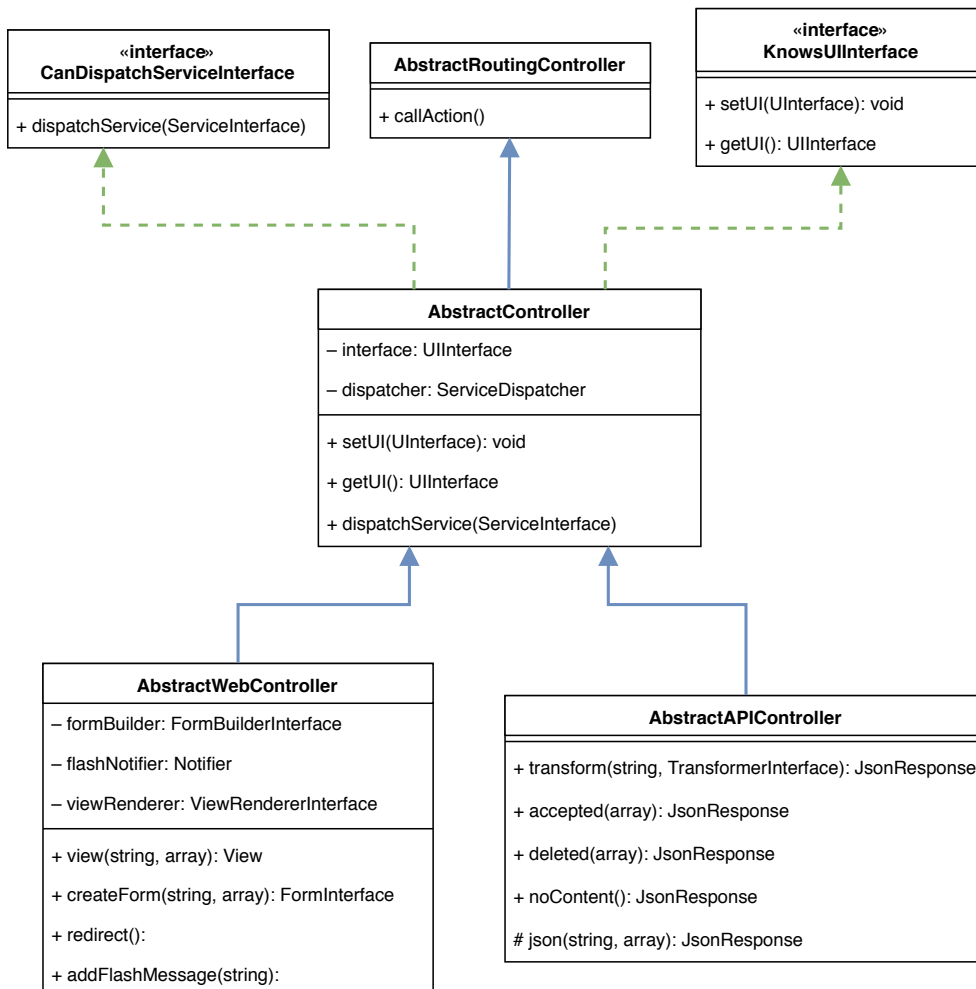 «interface»
CanDispatchServiceInterface
+ dispatchService(ServiceInterface)
AbstractRoutingController
+ callAction()
«interface»
KnowsUIInterface
+ setUI(UInterface): void
+ getUI(): UIInterface
AbstractController
– interface: UIInterface
– dispatcher: ServiceDispatcher
+ setUI(UInterface): void
+ getUI(): UIInterface
+ dispatchService(ServiceInterface)
AbstractWebController
– formBuilder: FormBuilderInterface
– flashNotifier: Notifier
– viewRenderer: ViewRendererInterface
+ view(string, array): View
+ createForm(string, array): FormInterface
+ redirect():
+ addFlashMessage(string):
AbstractAPIController
+ transform(string, TransformerInterface): JsonResponse
+ accepted(array): JsonResponse
+ deleted(array): JsonResponse
+ noContent(): JsonResponse
# json(string, array): JsonResponse